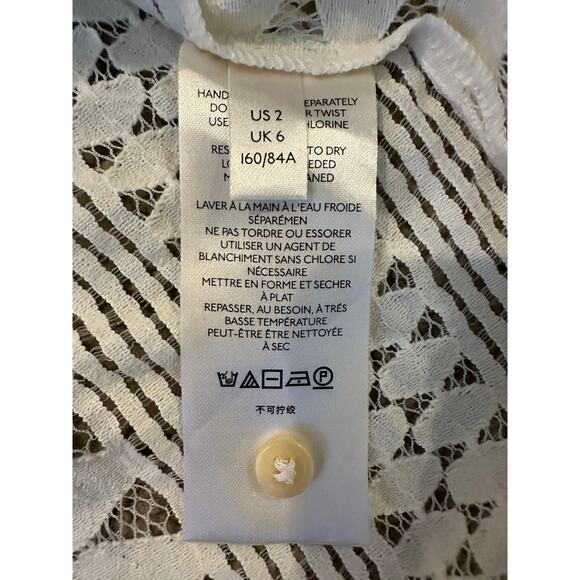 HAND EPARATELY
DO R TWIST
USE HLORINE
RES TO DRY
LO EEDED
M ANED
US 2
UK 6
160/84A
LAVER À LA MAIN À L'EAU FROIDE
SÉPARÉMEN
NE PAS TORDRE OU ESSORER
UTILISER UN AGENT DE
BLANCHIMENT SANS CHLORE SI
NÉCESSAIRE
METTRE EN FORME ET SECHER
À PLAT
REPASSER, AU BESOIN, À TRÉS
BASSE TEMPÉRATURE
PEUT-ÊTRE ÊTRE NETTOYÉE
À SEC
P
不可拧绞